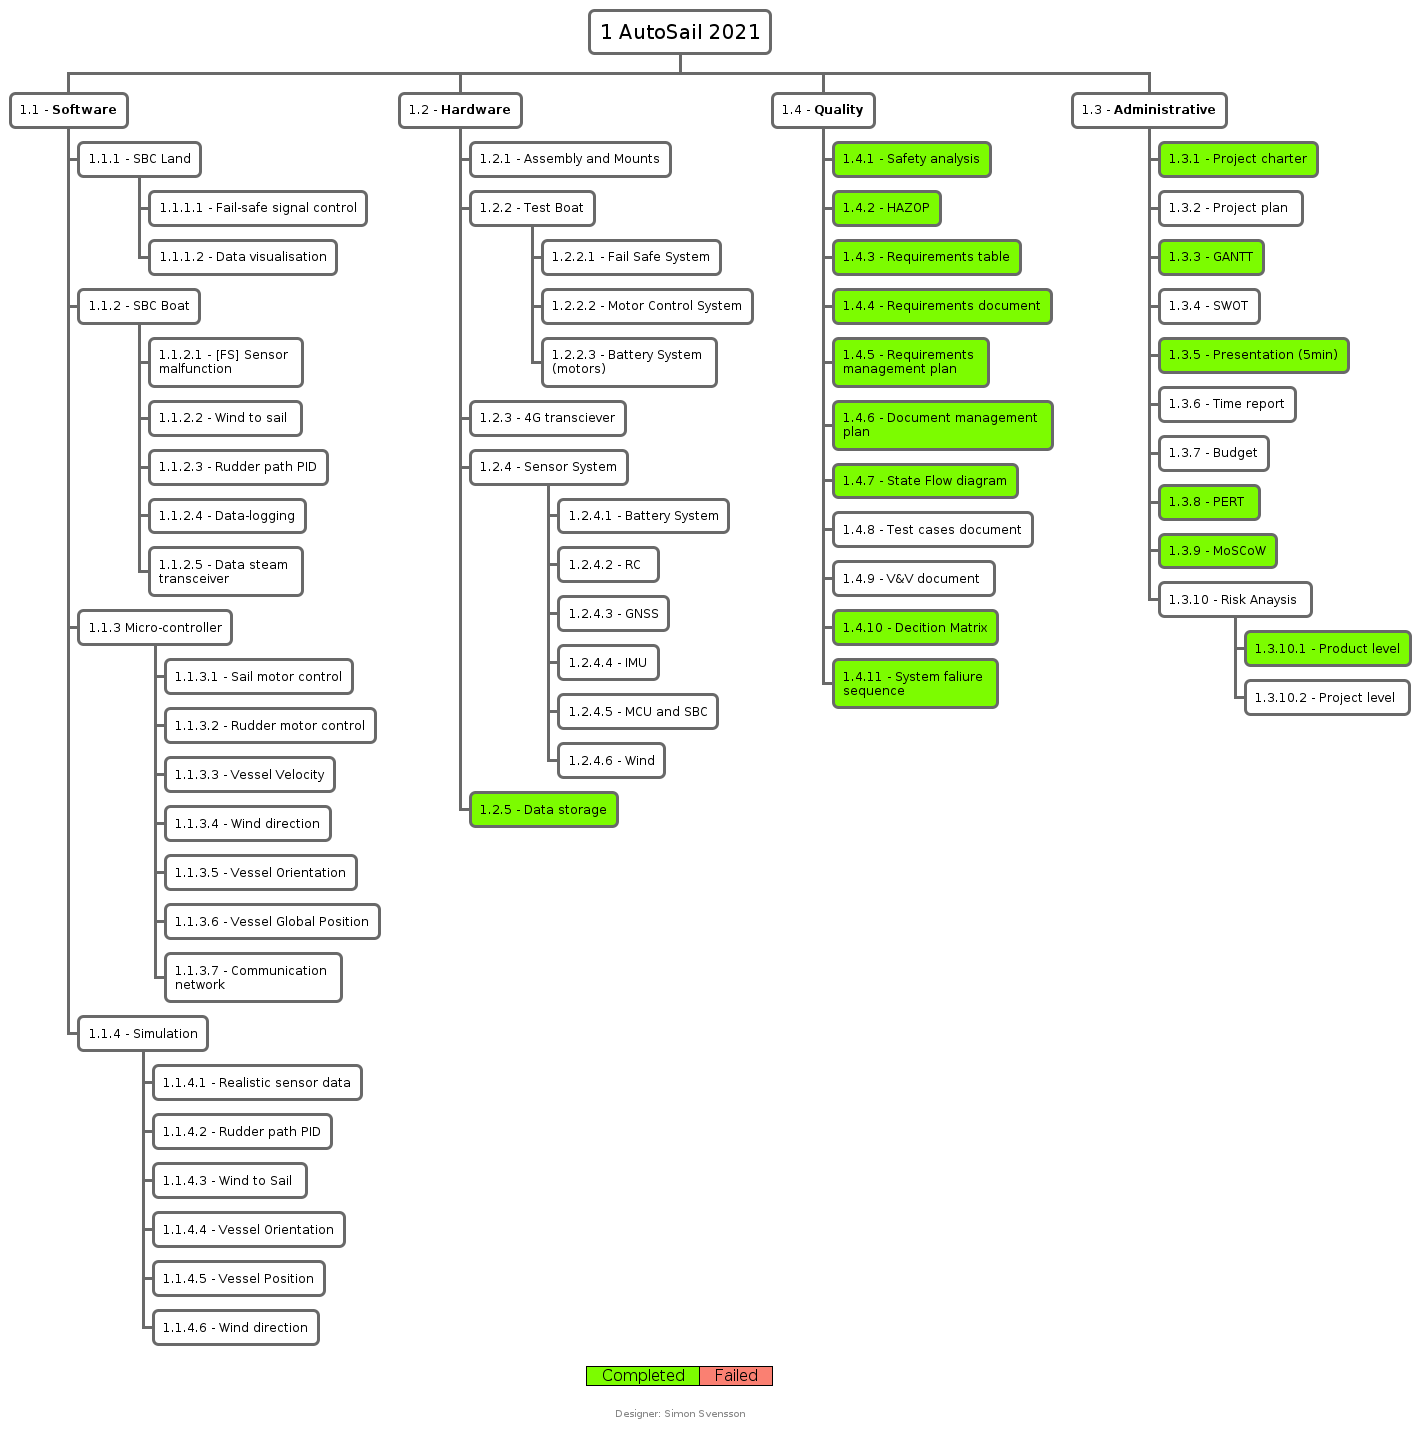 1 AutoSail 2021
1.1 - Software
1.1.1 - SBC Land
1.1.1.1 - Fail-safe signal control
1.1.1.2 - Data visualisation
1.1.2 - SBC Boat
1.1.2.1 - [FS] Sensor
malfunction
1.1.2.2 - Wind to sail
1.1.2.3 - Rudder path PID
1.1.2.4 - Data-logging
1.1.2.5 - Data steam
transceiver
1.1.3 Micro-controller
1.1.3.1 - Sail motor control
1.1.3.2 - Rudder motor control
1.1.3.3 - Vessel Velocity
1.1.3.4 - Wind direction
1.1.3.5 - Vessel Orientation
1.1.3.6 - Vessel Global Position
1.1.3.7 - Communication
network
1.1.4 - Simulation
1.1.4.1 - Realistic sensor data
1.1.4.2 - Rudder path PID
1.1.4.3 - Wind to Sail
1.1.4.4 - Vessel Orientation
1.1.4.5 - Vessel Position
1.1.4.6 - Wind direction
1.2 - Hardware
1.2.1 - Assembly and Mounts
1.2.2 - Test Boat
1.2.2.1 - Fail Safe System
1.2.2.2 - Motor Control System
1.2.2.3 - Battery System
(motors)
1.2.3 - 4G transciever
1.2.4 - Sensor System
1.2.4.1 - Battery System
1.2.4.2 - RC
1.2.4.3 - GNSS
1.2.4.4 - IMU
1.2.4.5 - MCU and SBC
1.2.4.6 - Wind
1.2.5 - Data storage
1.4 - Quality
1.4.1 - Safety analysis
1.4.2 - HAZOP
1.4.3 - Requirements table
1.4.4 - Requirements document
1.4.5 - Requirements
management plan
1.4.6 - Document management
plan
1.4.7 - State Flow diagram
1.4.8 - Test cases document
1.4.9 - V&V document
1.4.10 - Decition Matrix
1.4.11 - System faliure
sequence
1.3 - Administrative
1.3.1 - Project charter
1.3.2 - Project plan
1.3.3 - GANTT
1.3.4 - SWOT
1.3.5 - Presentation (5min)
1.3.6 - Time report
1.3.7 - Budget
1.3.8 - PERT
1.3.9 - MoSCoW
1.3.10 - Risk Anaysis
1.3.10.1 - Product level
1.3.10.2 - Project level
Completed
Failed
Designer: Simon Svensson